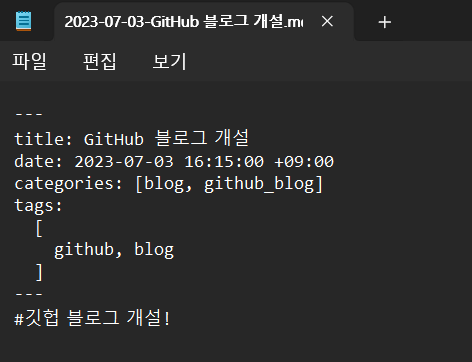 2023-07-03-GitHub 블로그 개설.md
파일 편집 보기
---
title: GitHub 블로그 개설
date: 2023-07-03 16:15:00 +09:00
categories: [blog, github_blog]
tags:
  [
    github, blog
  ]
---
#깃헙 블로그 개설!